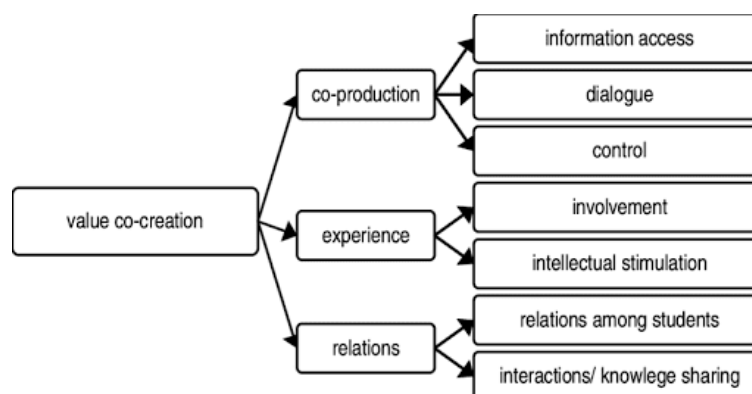 information access
co-production
dialogue
control
value co-creation
involvement
experience
intellectual stimulation
relations among students
relations
interactions/ knowlege sharing